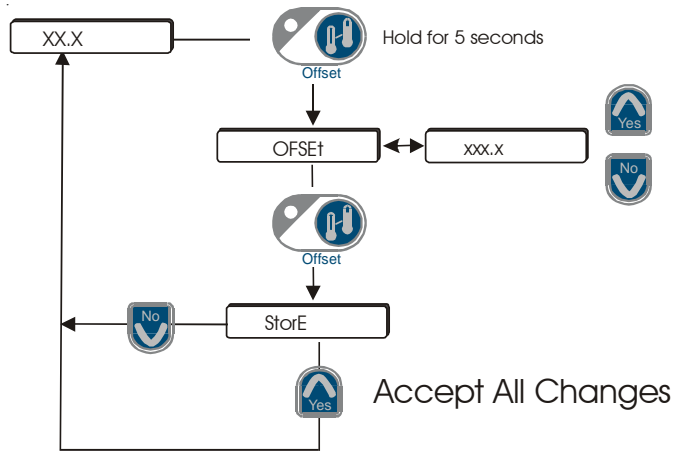 XX.X
Hold for 5 seconds
Offset
OFSEt
xxx.x
Yes
No
Offset
StorE
No
Yes
Accept All Changes